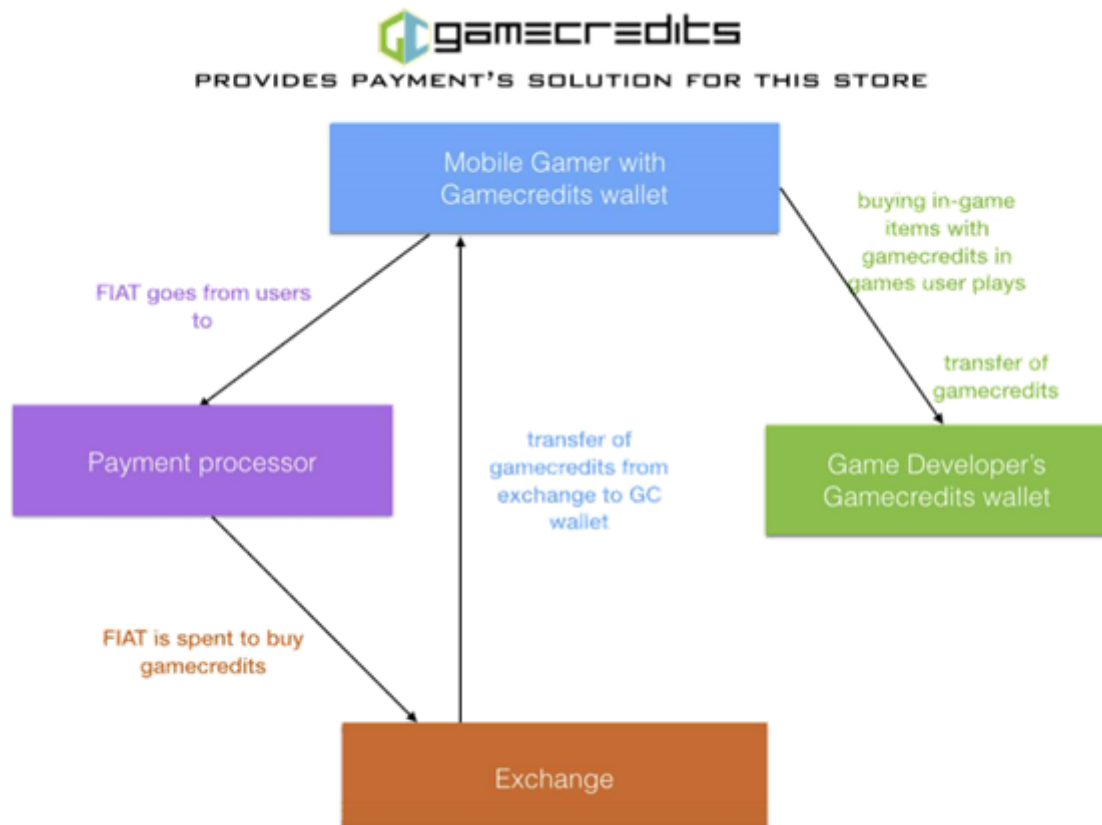 gamecredits
PROVIDES PAYMENT'S SOLUTION FOR THIS STORE
Mobile Gamer with
Gamecredits wallet
buying in-game
items with
gamecredits in
games user plays
FIAT goes from users
to
transfer of
gamecredits
Payment processor
transfer of
gamecredits from
exchange to GC
wallet
Game Developer's
Gamecredits wallet
FIAT is spent to buy
gamecredits
Exchange